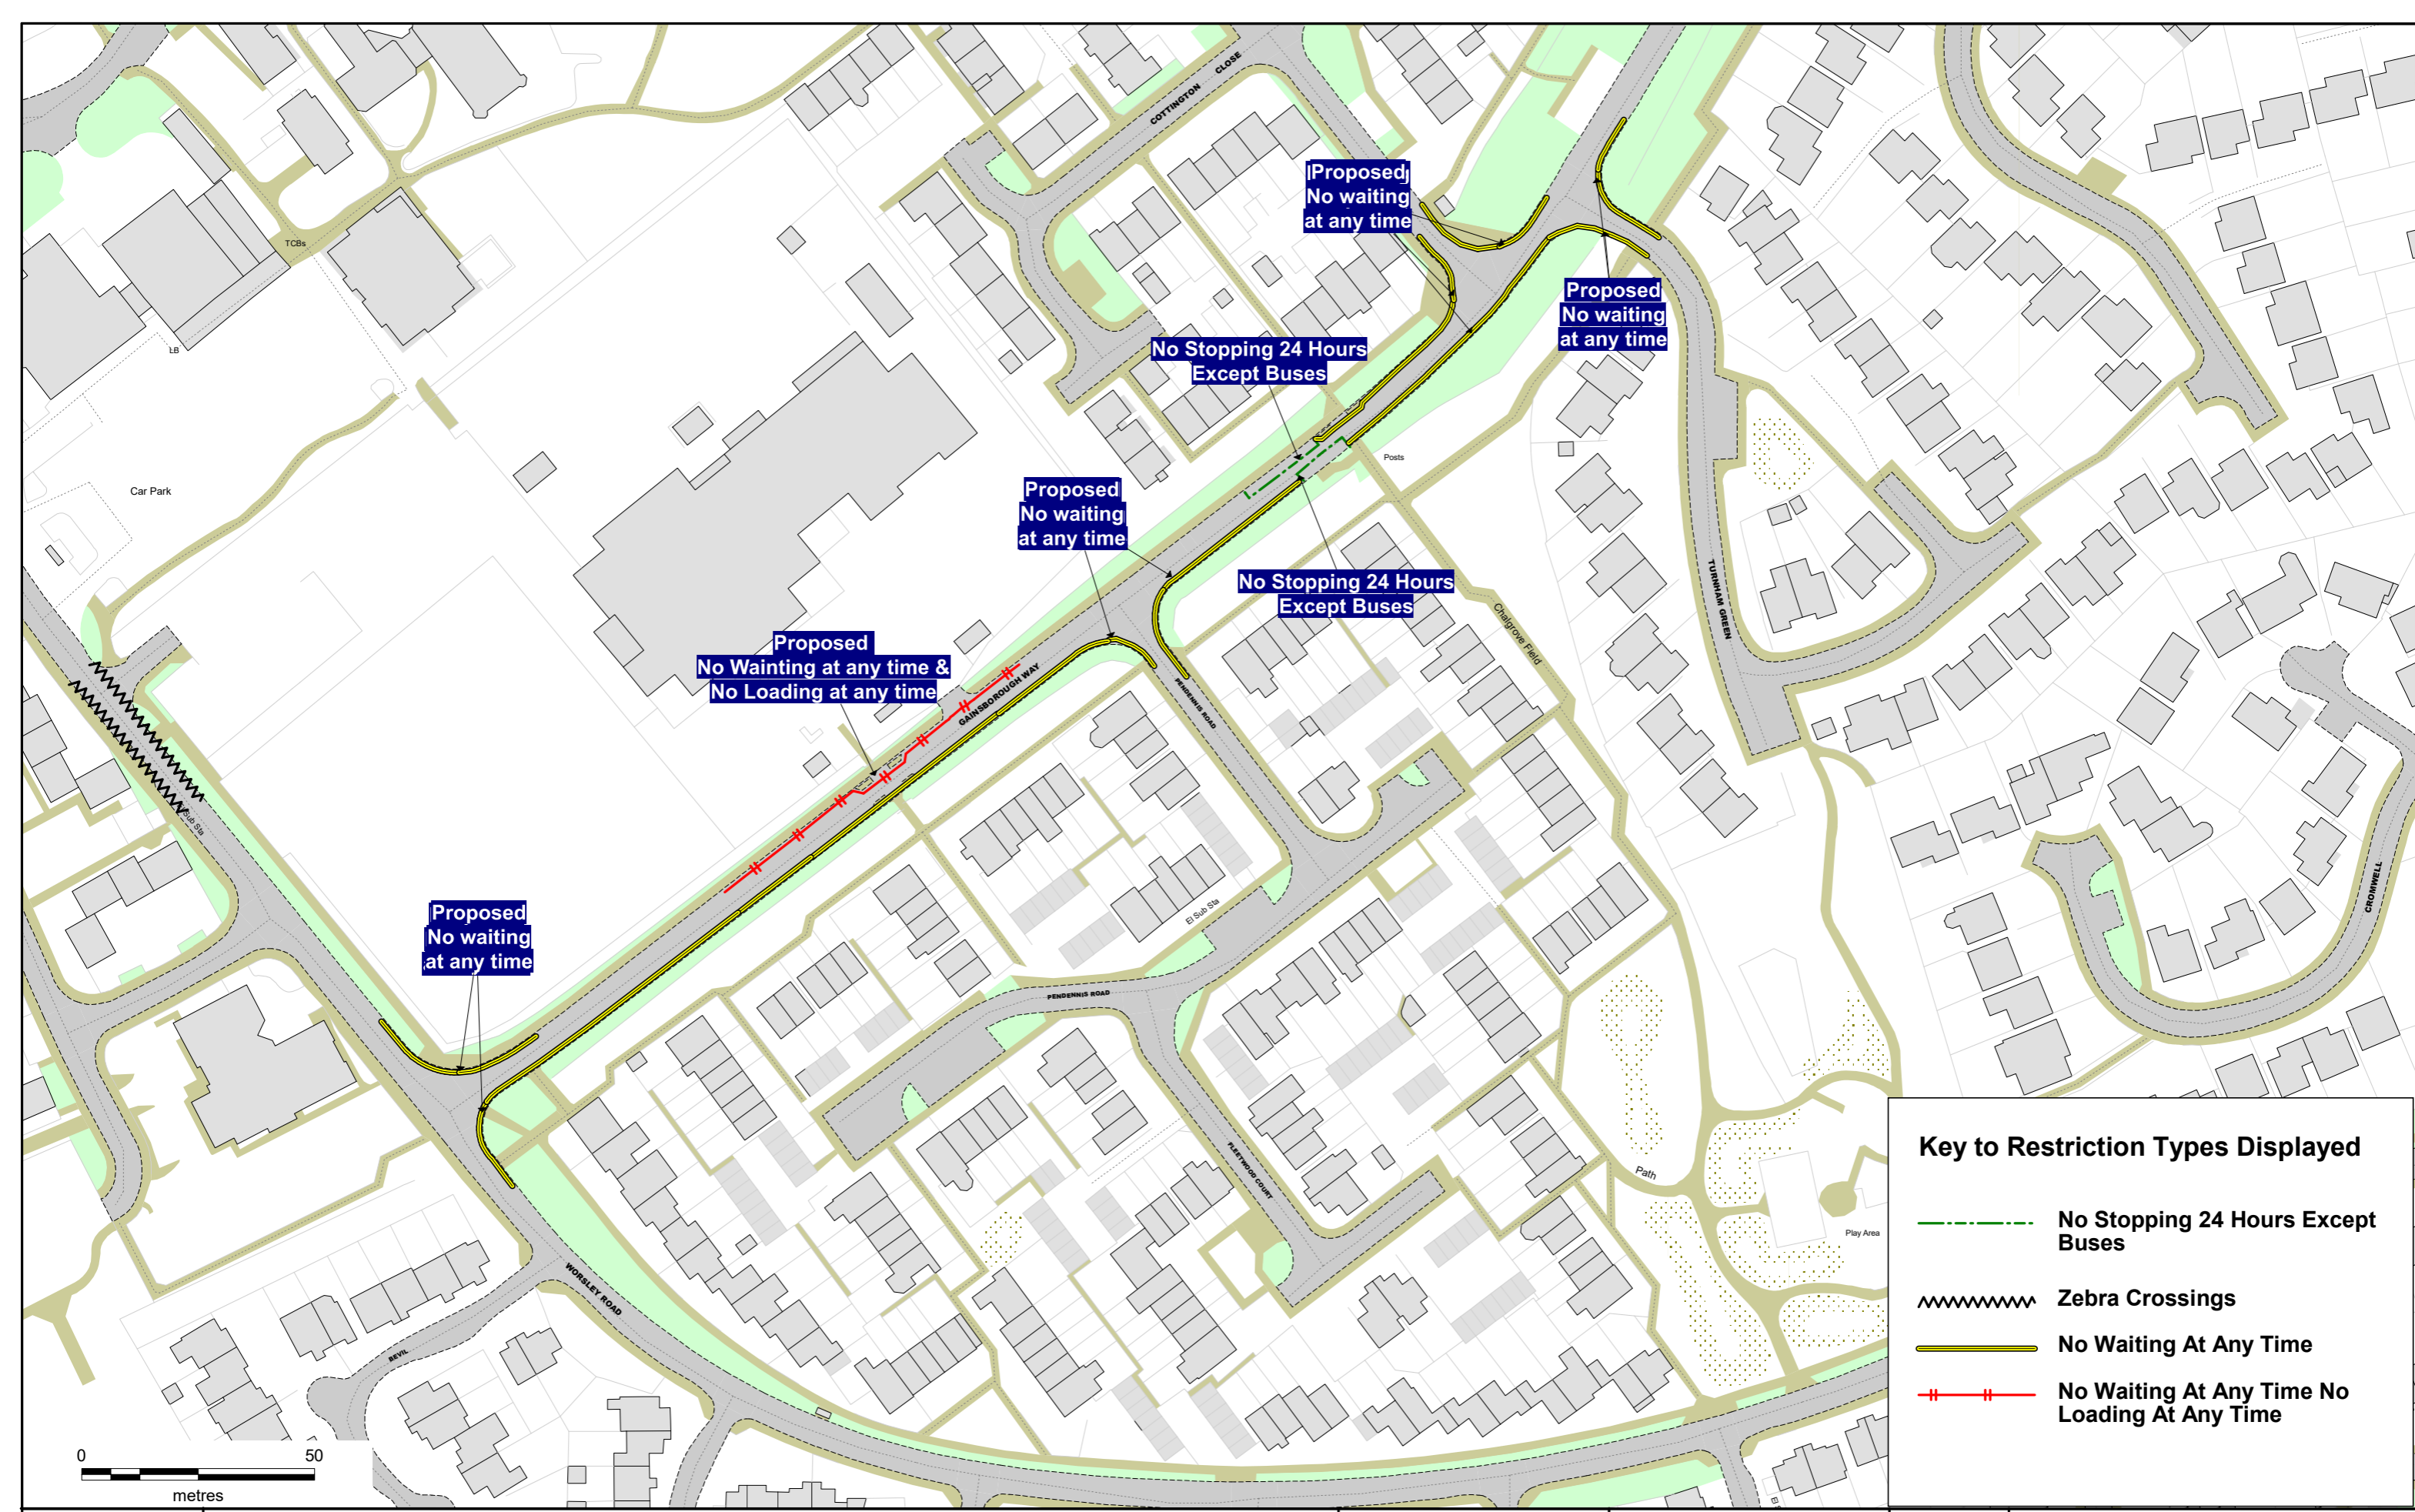 COTTINGTON CLOSE
Proposed
No waiting
at any time
TCBs
LB
Proposed
No waiting
at any time
No Stopping 24 Hours
Except Buses
Posts
Car Park
Proposed
No waiting
at any time
No Stopping 24 Hours
Except Buses
TURNHAM GREEN
Chalgrove Field
Proposed
No Wainting at any time &
No Loading at any time
GAINSBOROUGH WAY
PENDENNIS ROAD
Sub Sta
CROMWELL
Proposed
No waiting
at any time
El Sub Sta
PENDENNIS ROAD
FLEETWOOD COURT
Path
Play Area
WORSLEY ROAD
BEVIL
Key to Restriction Types Displayed
No Stopping 24 Hours Except
Buses
Zebra Crossings
No Waiting At Any Time
No Waiting At Any Time No
Loading At Any Time
0 50
metres